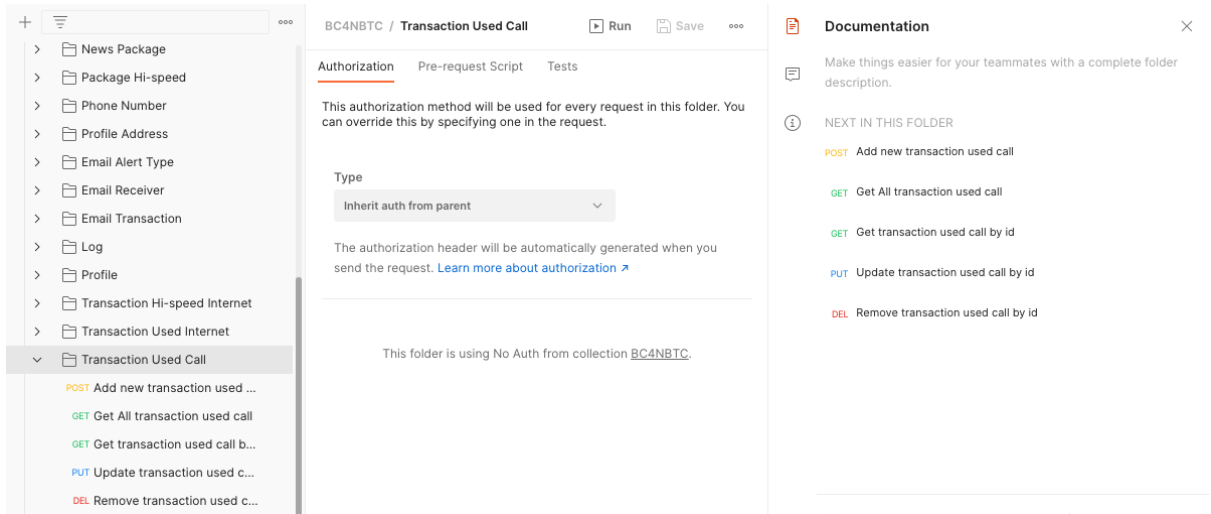 News Package
Package Hi-speed
Phone Number
Profile Address
Email Alert Type
Email Receiver
Email Transaction
Log
Profile
Transaction Hi-speed Internet
Transaction Used Internet
Transaction Used Call
POST Add new transaction used ...
GET Get All transaction used call
GET Get transaction used call b...
PUT Update transaction used c...
DEL Remove transaction used c...
BC4NBTC / Transaction Used Call
Run
Save
Authorization
Pre-request Script
Tests
This authorization method will be used for every request in this folder. You
can override this by specifying one in the request.
Type
Inherit auth from parent
The authorization header will be automatically generated when you
send the request. Learn more about authorization ↗
This folder is using No Auth from collection BC4NBTC.
Documentation
Make things easier for your teammates with a complete folder
description.
NEXT IN THIS FOLDER
POST Add new transaction used call
GET Get All transaction used call
GET Get transaction used call by id
PUT Update transaction used call by id
DEL Remove transaction used call by id